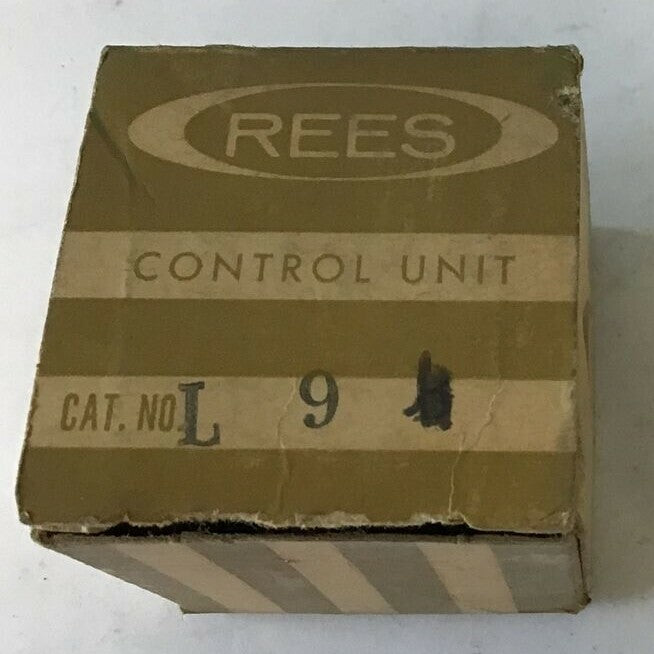 REES
CONTROL UNIT
CAT. NO. L 9